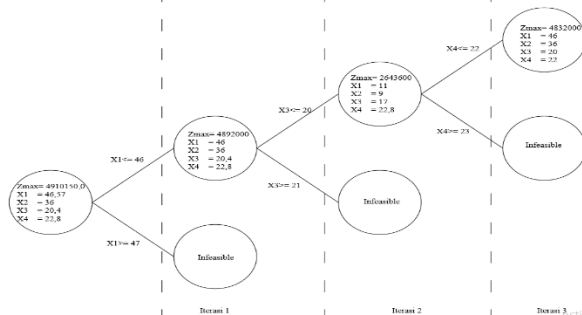 Zmax= 4910150,0
X1 = 46,57
X2 = 36
X3 = 20,4
X4 = 22,8
X1<= 46
X1>= 47
Zmax= 4892000
X1 = 46
X2 = 36
X3 = 20,4
X4 = 22,8
Infeasible
X3<= 20
X3>= 21
Zmax= 2643600
X1 = 11
X2 = 9
X3 = 17
X4 = 22,8
Infeasible
X4<= 22
X4>= 23
Zmax= 4832000
X1 = 46
X2 = 36
X3 = 20
X4 = 22
Infeasible
Iterasi 1
Iterasi 2
Iterasi 3